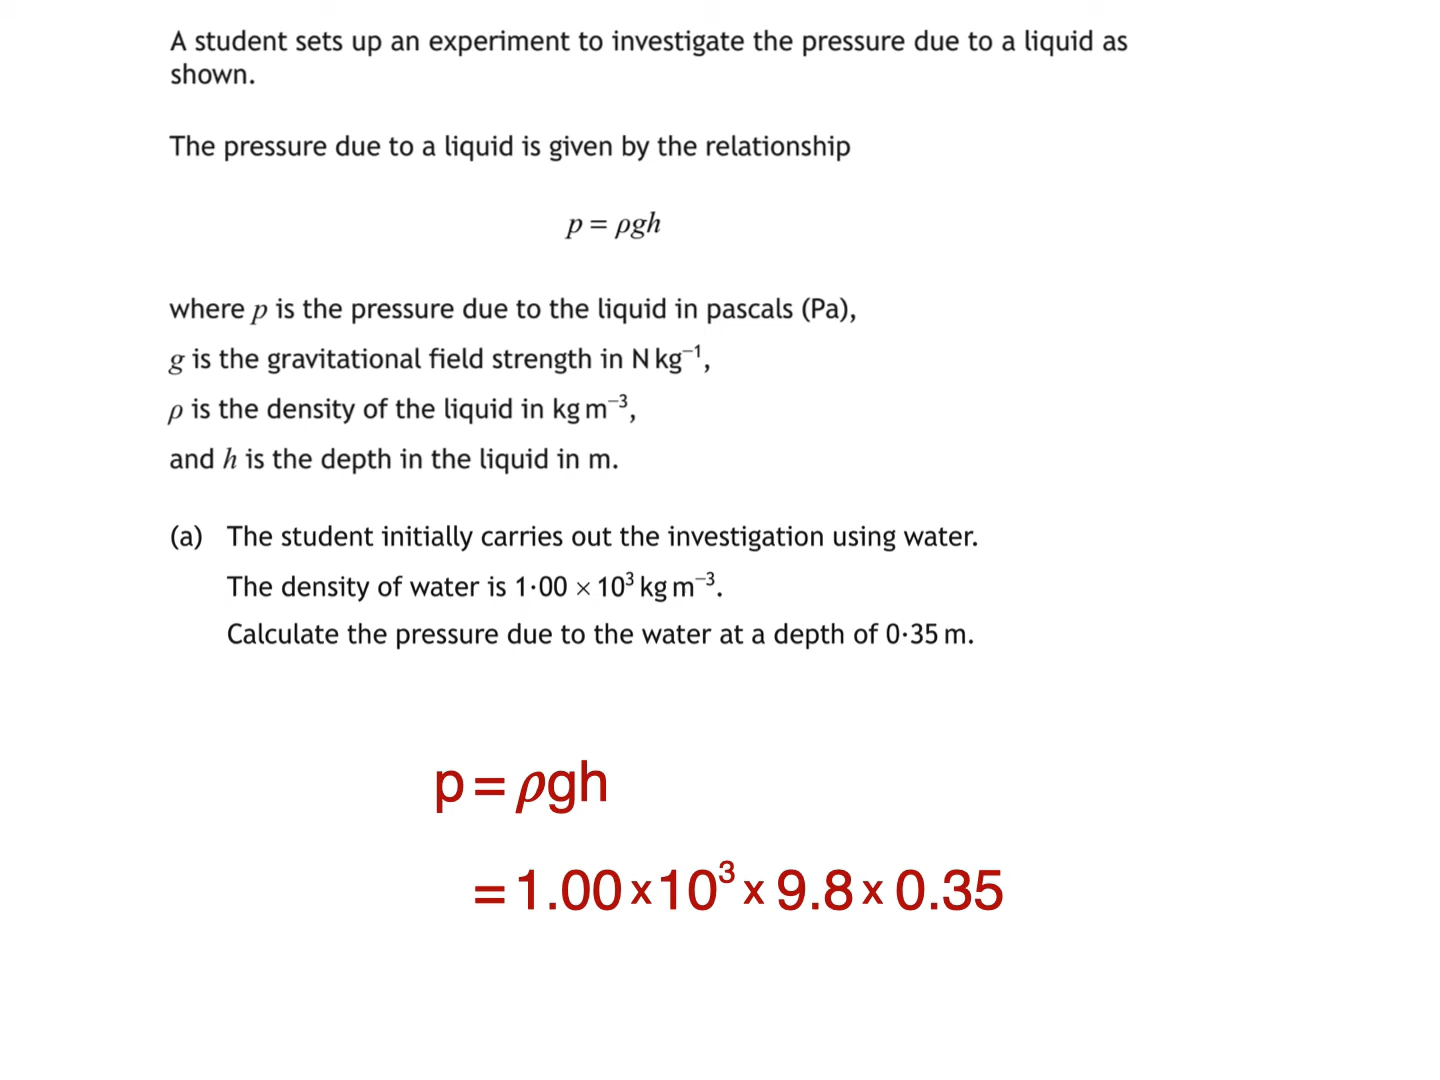 A student sets up an experiment to investigate the pressure due to a liquid as
shown.
The pressure due to a liquid is given by the relationship
p = ρgh
where p is the pressure due to the liquid in pascals (Pa),
g is the gravitational field strength in N kg⁻¹,
ρ is the density of the liquid in kg m⁻³,
and h is the depth in the liquid in m.
(a) The student initially carries out the investigation using water.
The density of water is 1·00 × 10³ kg m⁻³.
Calculate the pressure due to the water at a depth of 0·35 m.
p = ρgh
= 1.00 x 10³ x 9.8 x 0.35